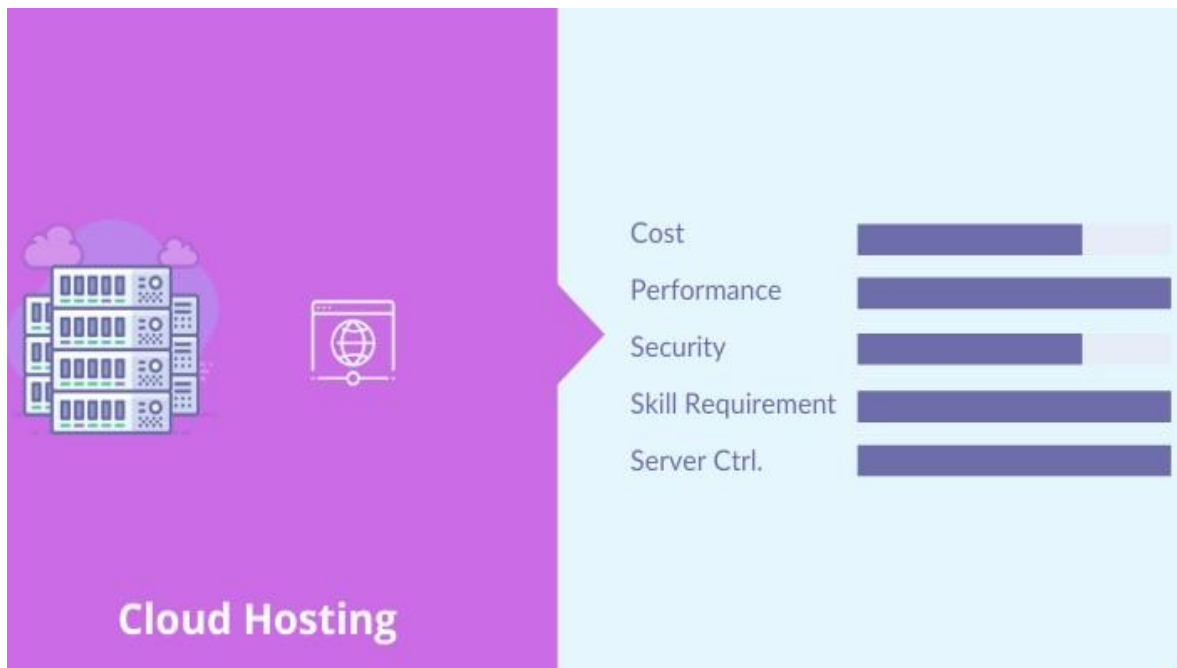 Cost
Performance
Security
Skill Requirement
Server Ctrl.
Cloud Hosting